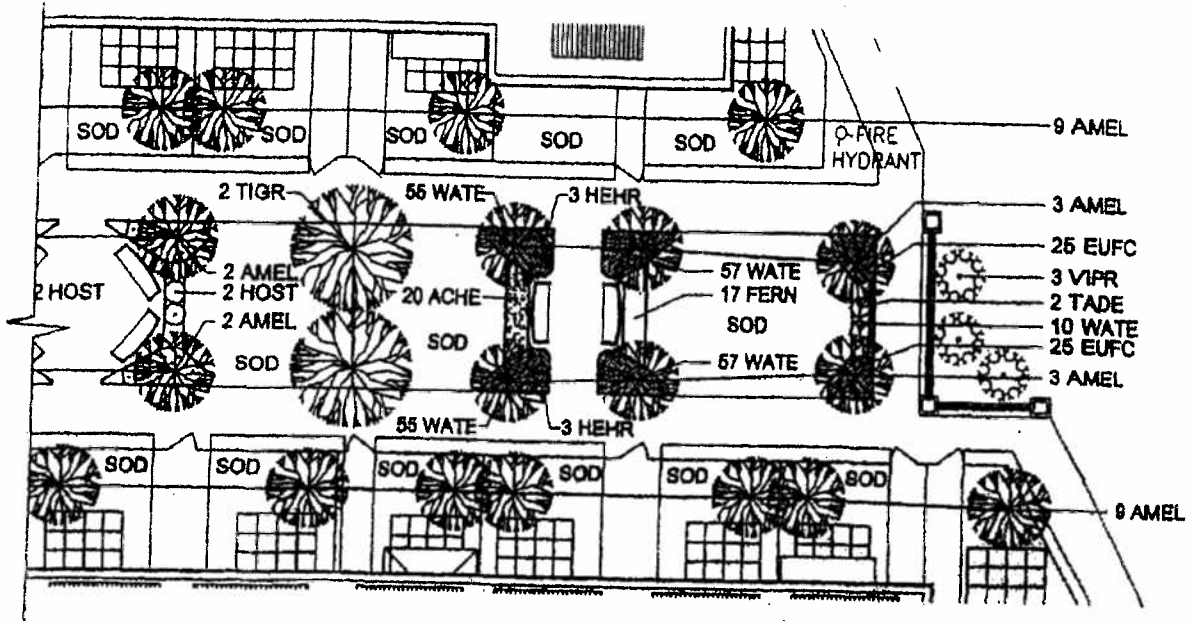 SOD
SOD
SOD
SOD
SOD
9 AMEL
O-FIRE
HYDRANT
2 TIGR
55 WATE
3 HEHR
3 AMEL
25 EUFC
2 AMEL
57 WATE
3 VIPR
2 HOST
2 HOST
20 ACHE
17 FERN
2 TADE
SOD
10 WATE
2 AMEL
SOD
25 EUFC
SOD
57 WATE
3 AMEL
55 WATE
3 HEHR
SOD
SOD
SOD
SOD
SOD
SOD
9 AMEL